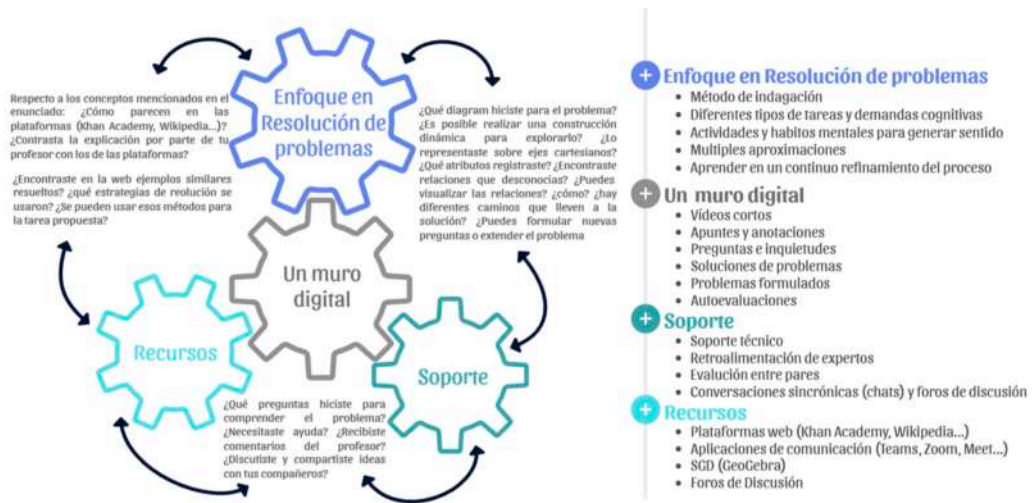 Respecto a los conceptos mencionados en el
enunciado: ¿Cómo parecen en las
plataformas (Khan Academy, Wikipedia...)?
¿Contrasta la explicación por parte de tu
profesor con los de las plataformas?
¿Encontraste en la web ejemplos similares
resueltos? ¿qué estrategias de reolución se
usaron? ¿Se pueden usar esos métodos para
la tarea propuesta?
Enfoque en
Resolución de
problemas
¿Qué diagram hiciste para el problema?
¿Es posible realizar una construcción
dinámica para explorarlo? ¿Lo
representaste sobre ejes cartesianos? ¿Qué
atributos registraste? ¿Encontraste
relaciones que desconocías? ¿Puedes
visualizar las relaciones? ¿cómo? ¿hay
diferentes caminos que lleven a la
solución? ¿Puedes formular nuevas
preguntas o extender el problema
Un muro
digital
Recursos
Soporte
¿Qué preguntas hiciste para
comprender el problema?
¿Necesitaste ayuda? ¿Recibiste
comentarios del profesor?
¿Discutiste y compartiste ideas
con tus compañeros?
+ Enfoque en Resolución de problemas
• Método de indagación
• Diferentes tipos de tareas y demandas cognitivas
• Actividades y habitos mentales para generar sentido
• Multiples aproximaciones
• Aprender en un continuo refinamiento del proceso
+ Un muro digital
• Vídeos cortos
• Apuntes y anotaciones
• Preguntas e inquietudes
• Soluciones de problemas
• Problemas formulados
• Autoevaluaciones
+ Soporte
• Soporte técnico
• Retroalimentación de expertos
• Evalución entre pares
• Conversaciones sincrónicas (chats) y foros de discusión
+ Recursos
• Plataformas web (Khan Academy, Wikipedia...)
• Aplicaciones de comunicación (Teams, Zoom, Meet...)
• SGD (GeoGebra)
• Foros de Discusión